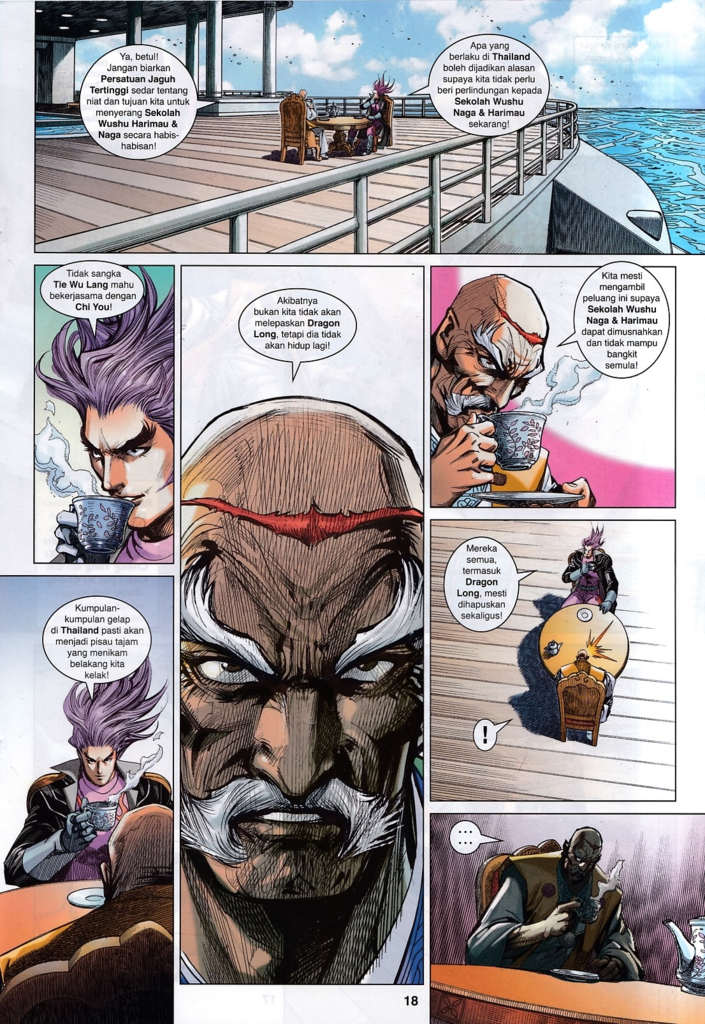 Ya, betul!
Jangan biarkan
Persatuan Jaguh
Tertinggi sedar tentang
niat dan tujuan kita untuk
menyerang Sekolah
Wushu Harimau &
Naga secara habis-
habisan!
Apa yang
berlaku di Thailand
boleh dijadikan alasan
supaya kita tidak perlu
beri perlindungan kepada
Sekolah Wushu
Naga & Harimau
sekarang!
Tidak sangka
Tie Wu Lang mahu
bekerjasama dengan
Chi You!
Akibatnya
bukan kita tidak akan
melepaskan Dragon
Long, tetapi dia tidak
akan hidup lagi!
Kita mesti
mengambil
peluang ini supaya
Sekolah Wushu
Naga & Harimau
dapat dimusnahkan
dan tidak mampu
bangkit
semula!
Kumpulan-
kumpulan gelap
di Thailand pasti akan
menjadi pisau tajam
yang menikam
belakang kita
kelak!
Mereka
semua,
termasuk
Dragon
Long, mesti
dihapuskan
sekaligus!
!
...
...
18